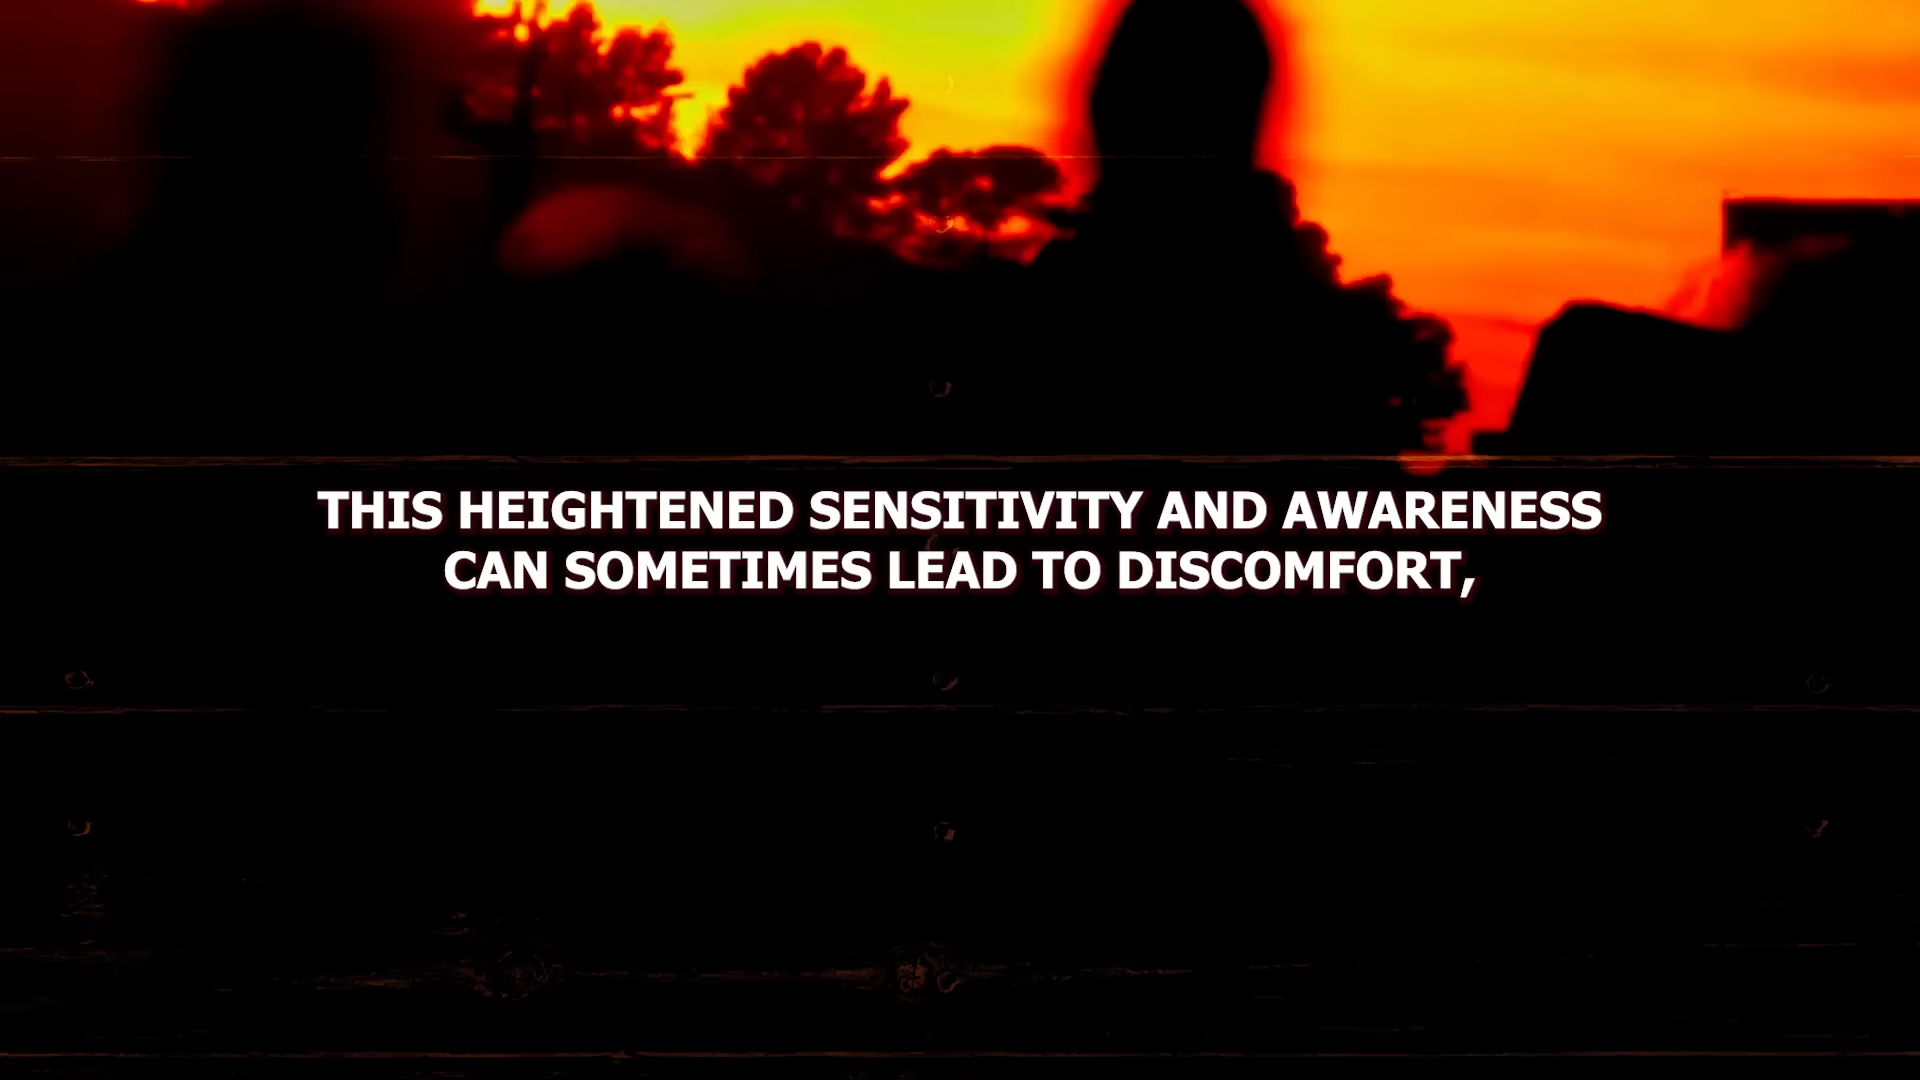 THIS HEIGHTENED SENSITIVITY AND AWARENESS
CAN SOMETIMES LEAD TO DISCOMFORT,